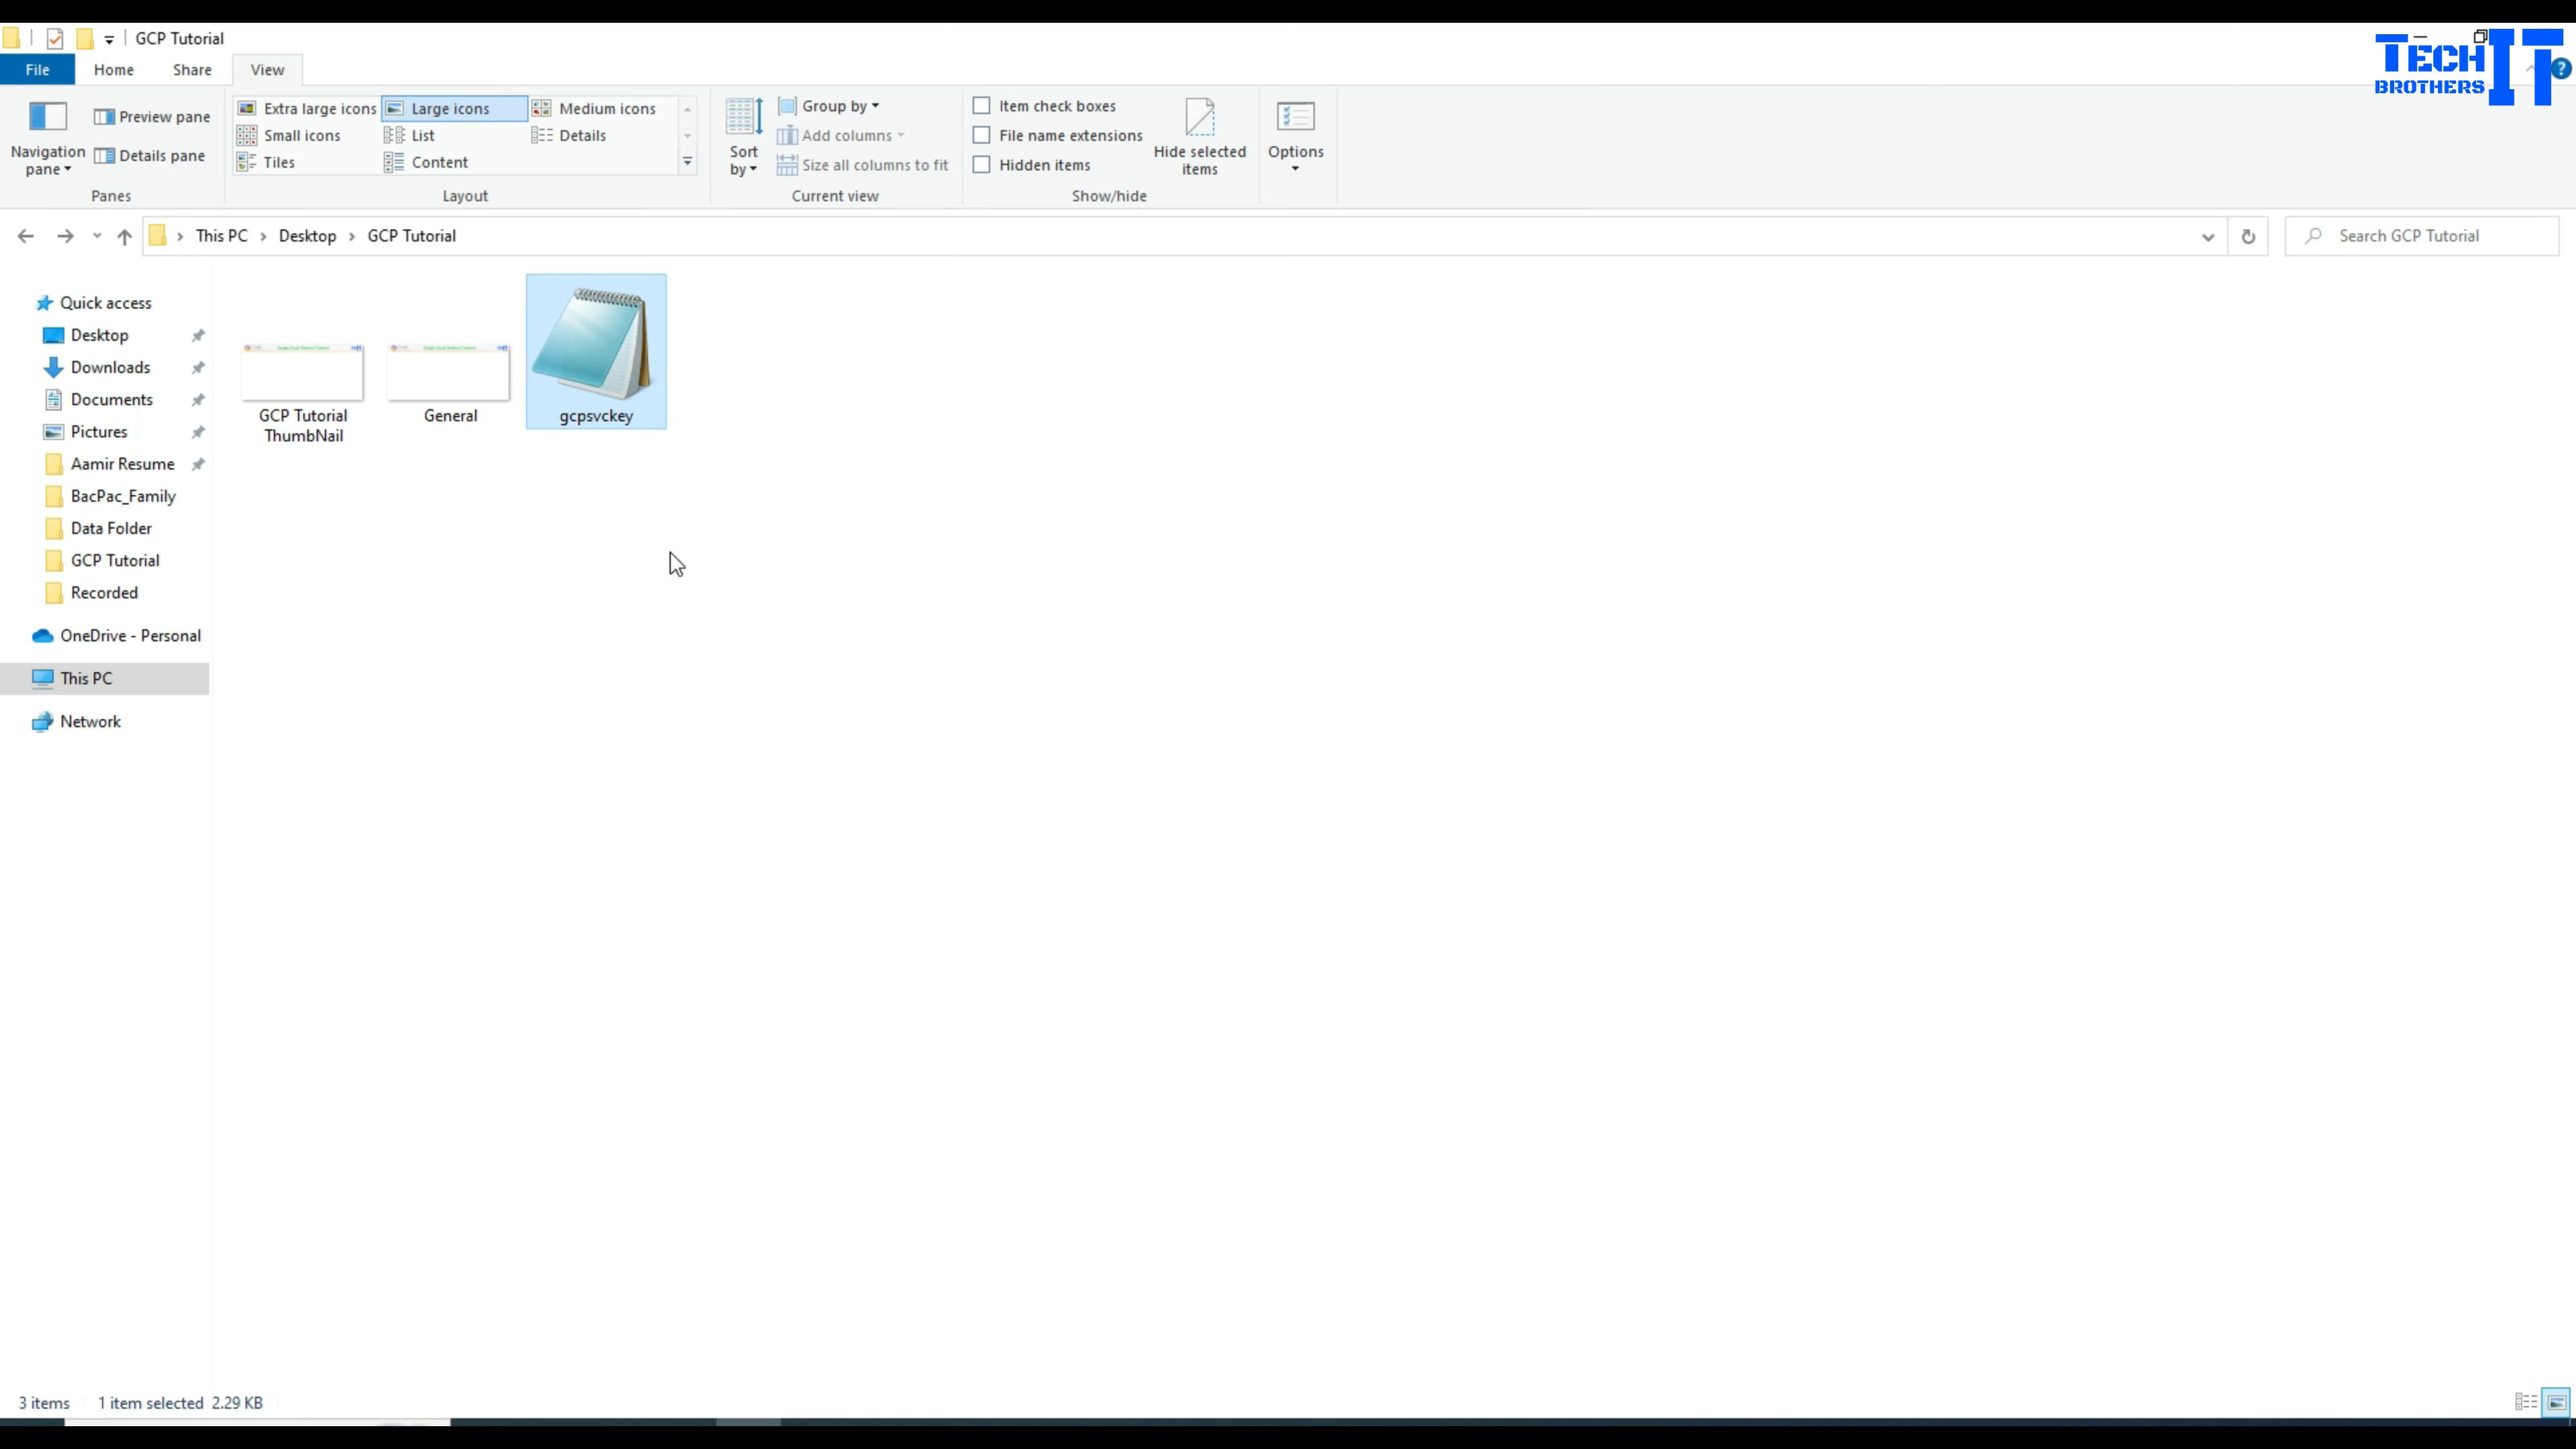 GCP Tutorial
File Home Share View
TECH IT
BROTHERS
Navigation pane
Preview pane
Details pane
Panes
Extra large icons Large icons Medium icons
Small icons List Details
Tiles Content
Layout
Sort by
Group by
Add columns
Size all columns to fit
Current view
Item check boxes
File name extensions
Hidden items
Hide selected items
Show/hide
Options
This PC Desktop GCP Tutorial
Search GCP Tutorial
Quick access
Desktop
Downloads
Documents
Pictures
Aamir Resume
BacPac_Family
Data Folder
GCP Tutorial
Recorded
OneDrive - Personal
This PC
Network
GCP Tutorial
ThumbNail
General
gcpsvckey
3 items 1 item selected 2.29 KB